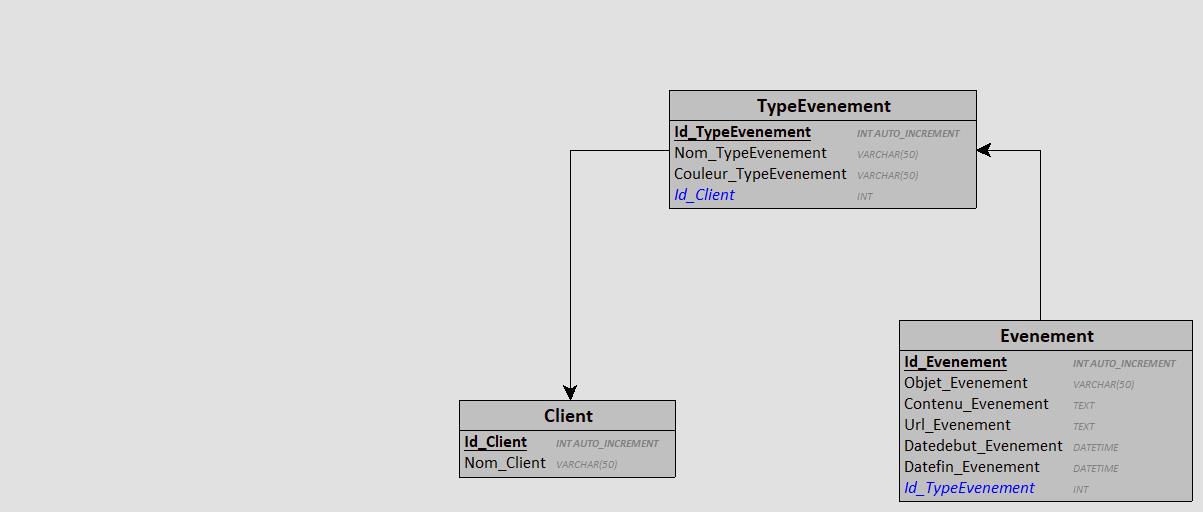 TypeEvenement
Id_TypeEvenement INT AUTO_INCREMENT
Nom_TypeEvenement VARCHAR(50)
Couleur_TypeEvenement VARCHAR(50)
Id_Client INT
Evenement
Id_Evenement INT AUTO_INCREMENT
Objet_Evenement VARCHAR(50)
Contenu_Evenement TEXT
Url_Evenement TEXT
Datedebut_Evenement DATETIME
Datefin_Evenement DATETIME
Id_TypeEvenement INT
Client
Id_Client INT AUTO_INCREMENT
Nom_Client VARCHAR(50)